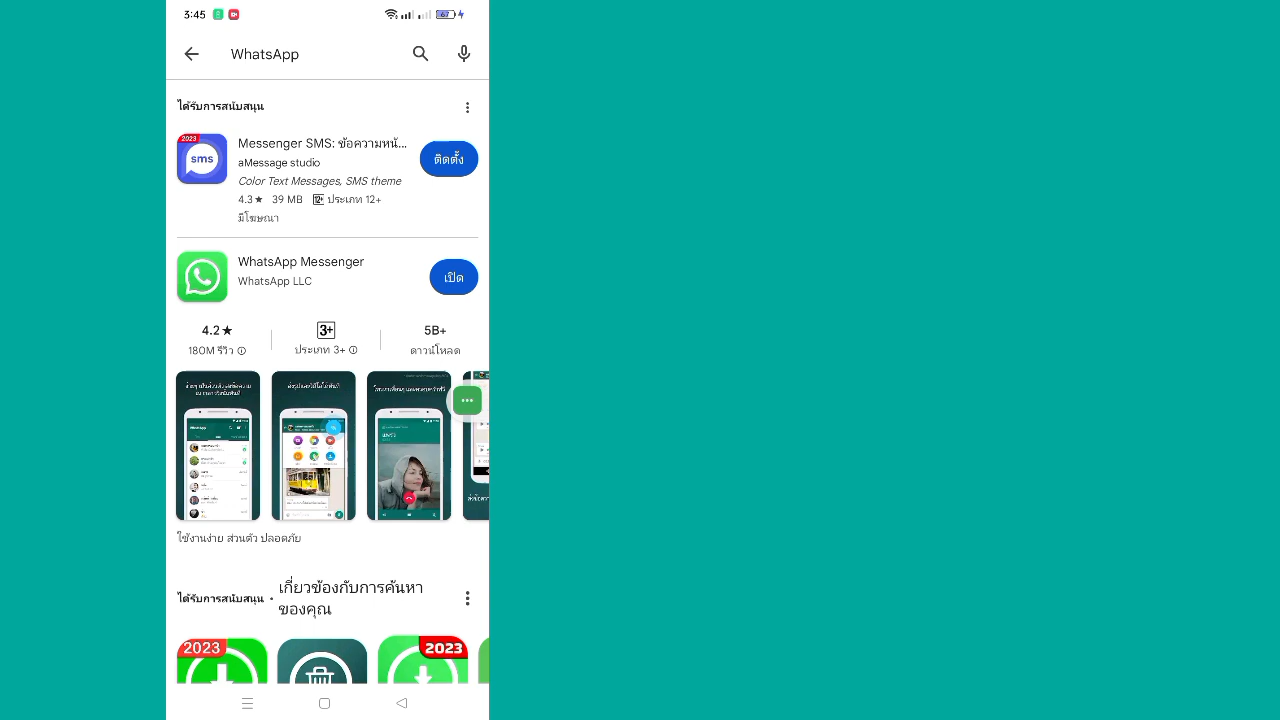 3:45
67
WhatsApp
ได้รับการสนับสนุน
2023
sms
Messenger SMS: ข้อความหนั...
aMessage studio
Color Text Messages, SMS theme
4.3★ 39 MB 12+ ประเภท 12+
มีโฆษณา
ติดตั้ง
WhatsApp Messenger
WhatsApp LLC
เปิด
4.2★
180M รีวิว
3+
ประเภท 3+
5B+
ดาวน์โหลด
WhatsApp
ใช้งานง่าย ส่วนตัว ปลอดภัย
ได้รับการสนับสนุน • เกี่ยวข้องกับการค้นหา
ของคุณ
2023
2023